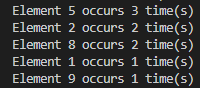 Element 5 occurs 3 time(s)
Element 2 occurs 2 time(s)
Element 8 occurs 2 time(s)
Element 1 occurs 1 time(s)
Element 9 occurs 1 time(s)